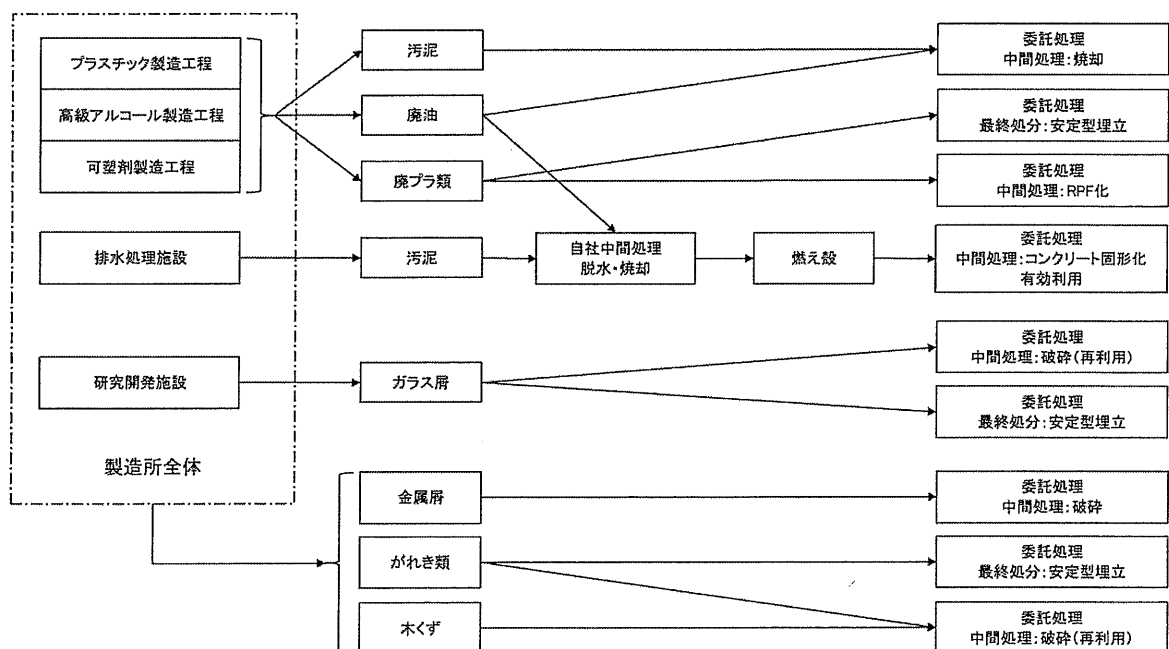 プラスチック製造工程
高級アルコール製造工程
可塑剤製造工程
汚泥
廃油
廃プラ類
委託処理
中間処理:焼却
委託処理
最終処分:安定型埋立
委託処理
中間処理:RPF化
排水処理施設
汚泥
自社中間処理
脱水・焼却
燃え殻
委託処理
中間処理:コンクリート固形化
有効利用
研究開発施設
ガラス屑
委託処理
中間処理:破砕(再利用)
委託処理
最終処分:安定型埋立
製造所全体
金属屑
委託処理
中間処理:破砕
がれき類
委託処理
最終処分:安定型埋立
木くず
委託処理
中間処理:破砕(再利用)